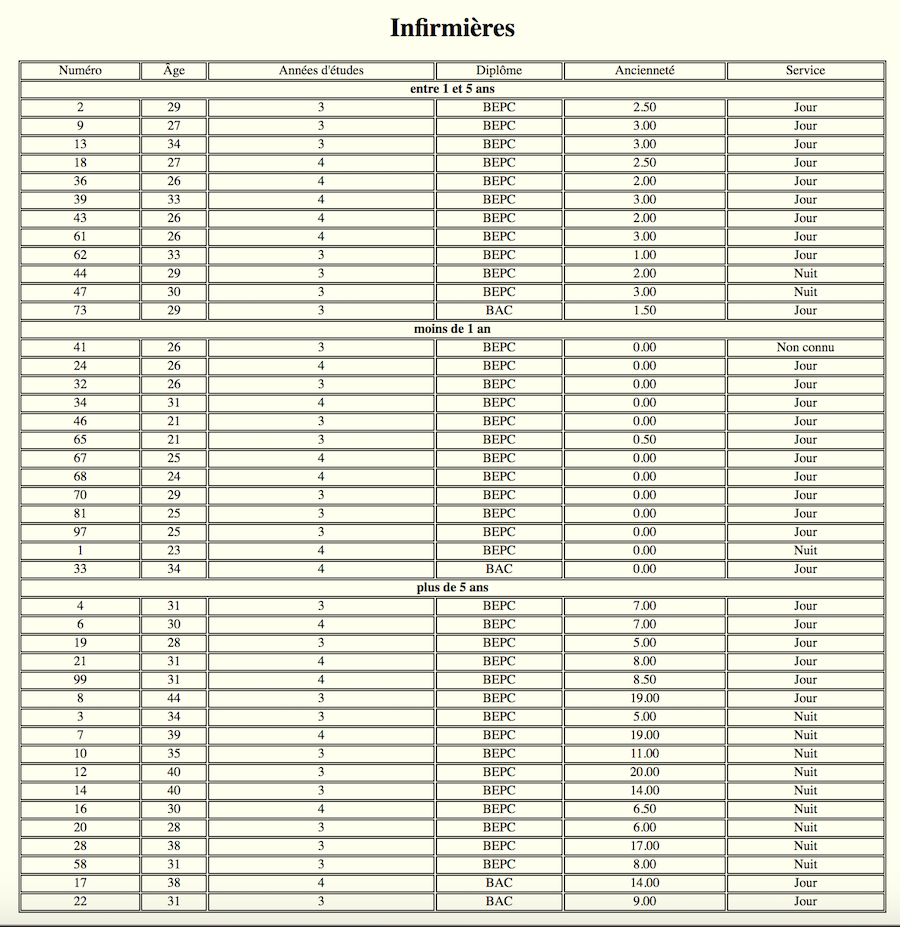 Infirmières
Numéro Âge Années d'études Diplôme Ancienneté Service
entre 1 et 5 ans
2 29 3 BEPC 2.50 Jour
9 27 3 BEPC 3.00 Jour
13 34 3 BEPC 3.00 Jour
18 27 4 BEPC 2.50 Jour
36 26 4 BEPC 2.00 Jour
39 33 4 BEPC 3.00 Jour
43 26 4 BEPC 2.00 Jour
61 26 4 BEPC 3.00 Jour
62 33 3 BEPC 1.00 Jour
44 29 3 BEPC 2.00 Nuit
47 30 3 BEPC 3.00 Nuit
73 29 3 BAC 1.50 Jour
moins de 1 an
41 26 3 BEPC 0.00 Non connu
24 26 4 BEPC 0.00 Jour
32 26 3 BEPC 0.00 Jour
34 31 4 BEPC 0.00 Jour
46 21 3 BEPC 0.00 Jour
65 21 3 BEPC 0.50 Jour
67 25 4 BEPC 0.00 Jour
68 24 4 BEPC 0.00 Jour
70 29 3 BEPC 0.00 Jour
81 25 3 BEPC 0.00 Jour
97 25 3 BEPC 0.00 Jour
1 23 4 BEPC 0.00 Nuit
33 34 4 BAC 0.00 Jour
plus de 5 ans
4 31 3 BEPC 7.00 Jour
6 30 4 BEPC 7.00 Jour
19 28 3 BEPC 5.00 Jour
21 31 4 BEPC 8.00 Jour
99 31 4 BEPC 8.50 Jour
8 44 3 BEPC 19.00 Jour
3 34 3 BEPC 5.00 Nuit
7 39 4 BEPC 19.00 Nuit
10 35 3 BEPC 11.00 Nuit
12 40 3 BEPC 20.00 Nuit
14 40 3 BEPC 14.00 Nuit
16 30 4 BEPC 6.50 Nuit
20 28 3 BEPC 6.00 Nuit
28 38 3 BEPC 17.00 Nuit
58 31 3 BEPC 8.00 Nuit
17 38 4 BAC 14.00 Jour
22 31 3 BAC 9.00 Jour